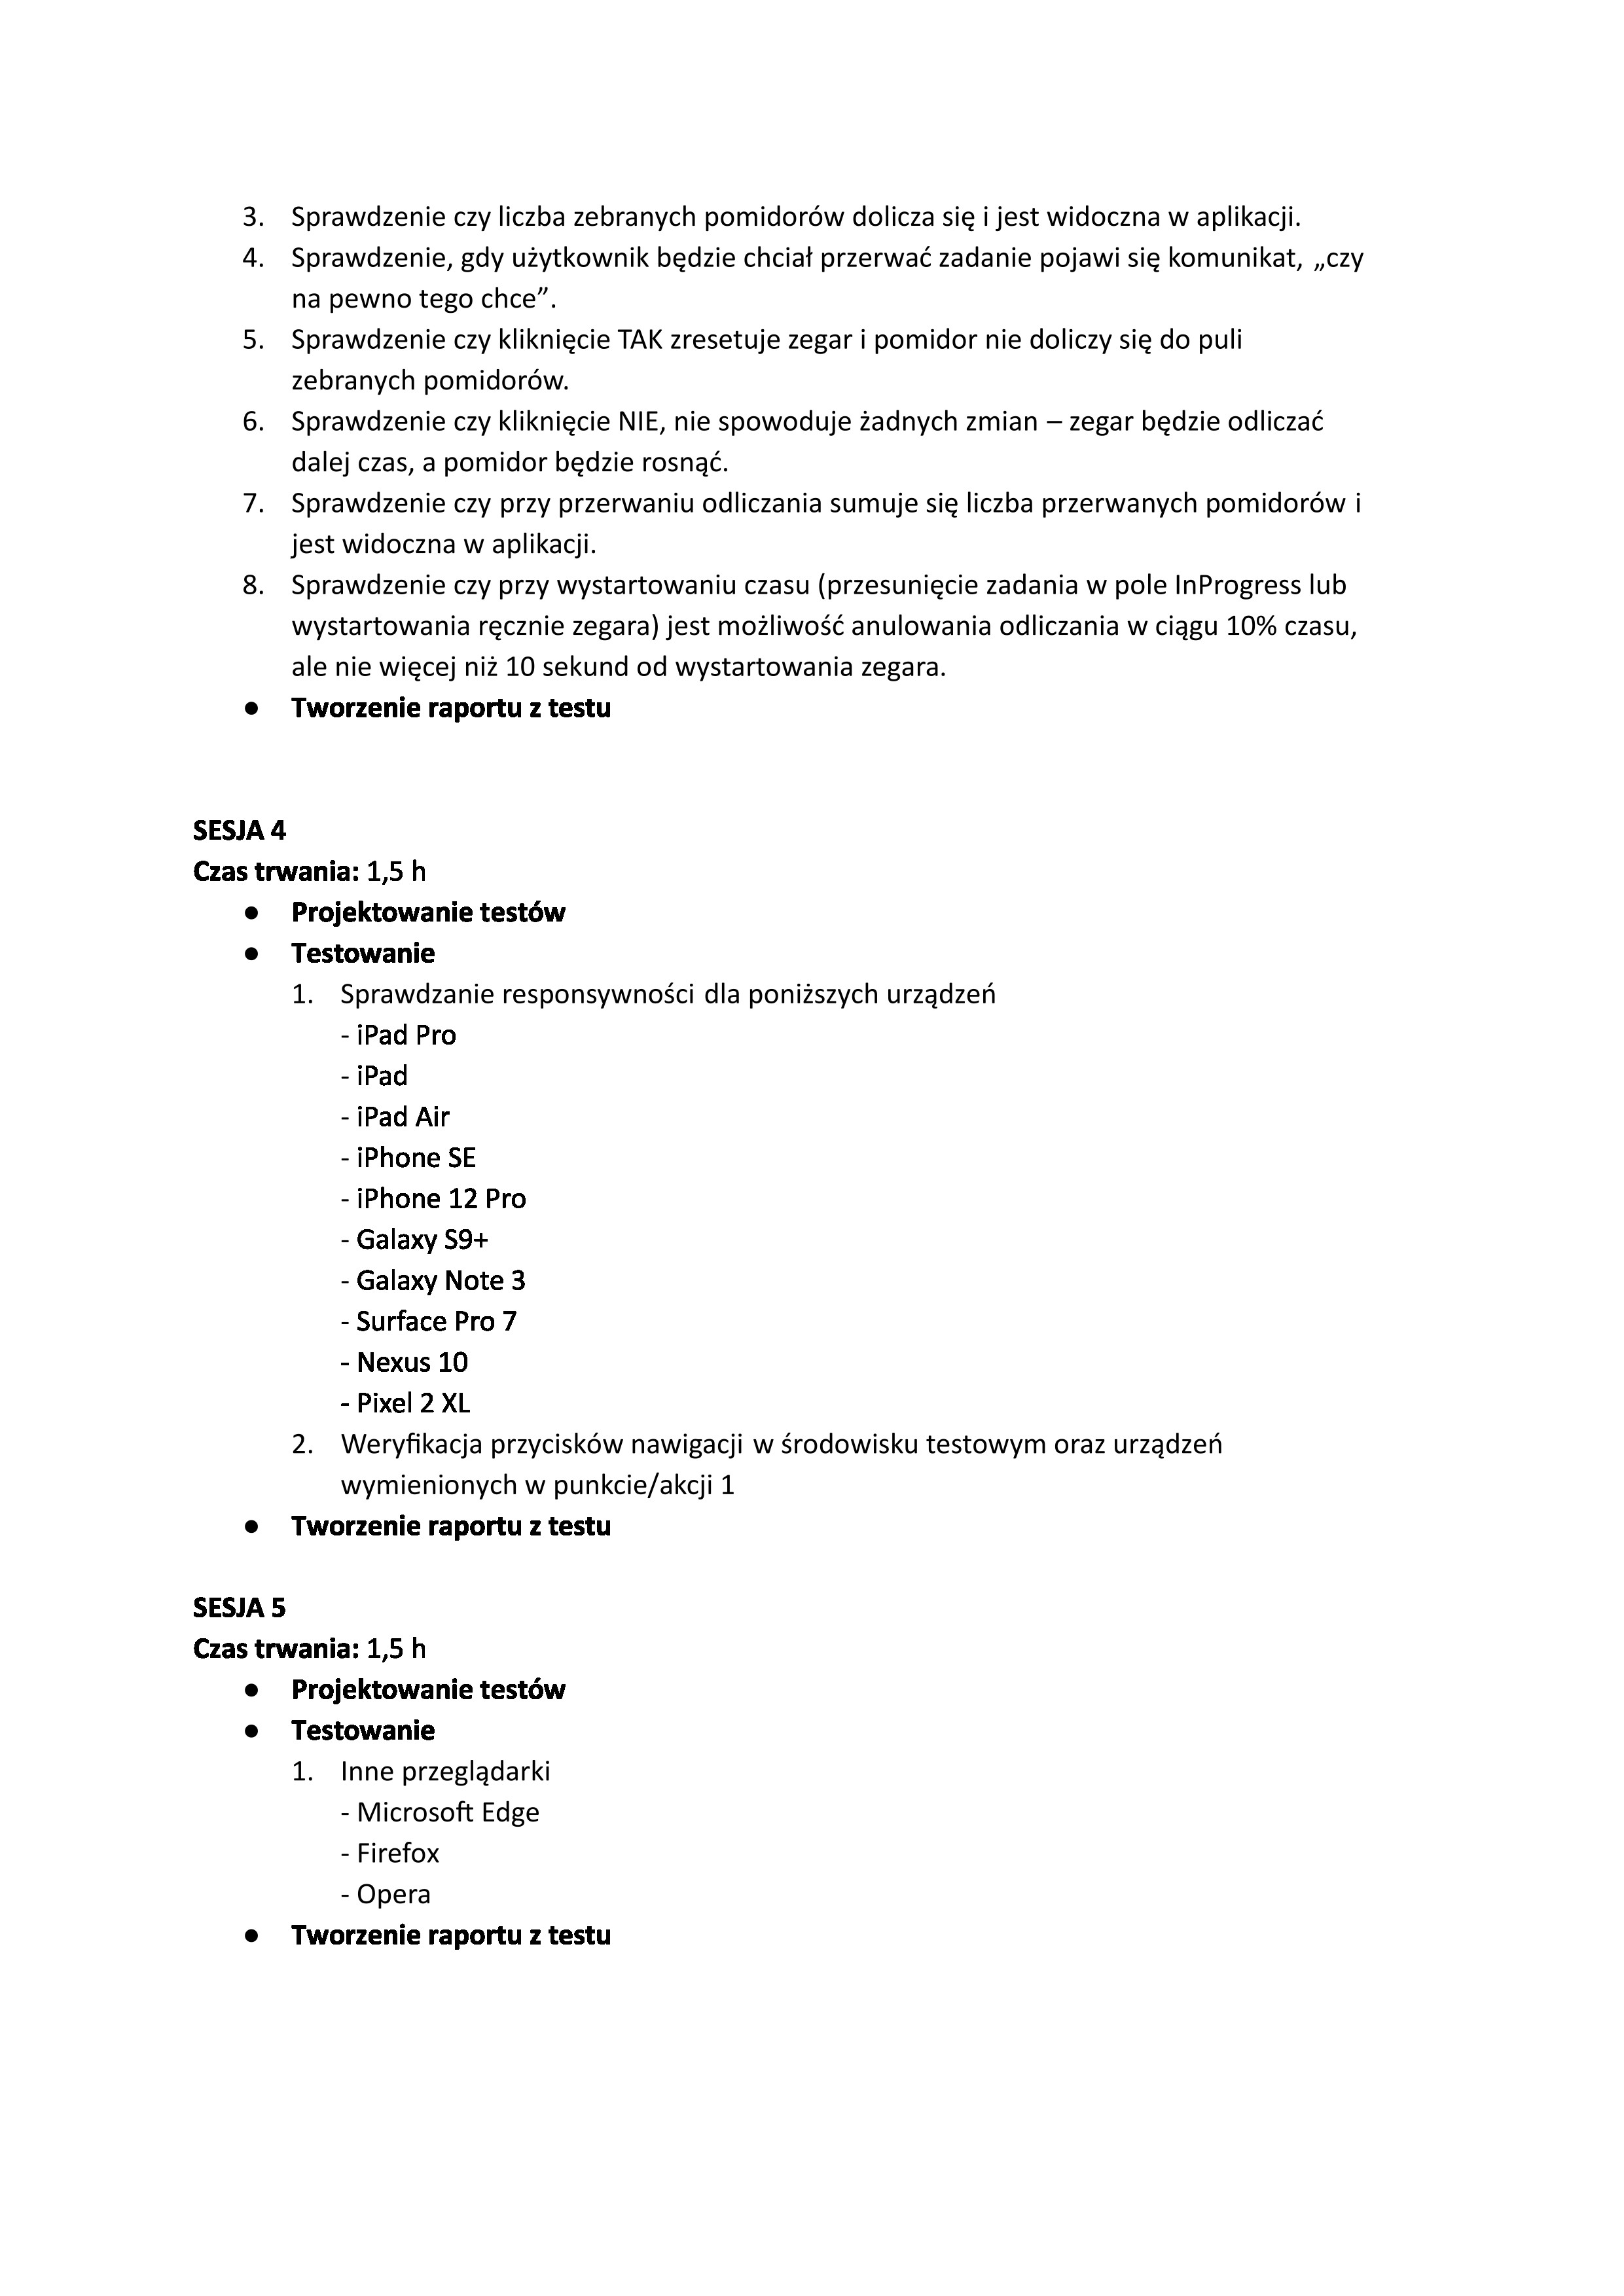 3. Sprawdzenie czy liczba zebranych pomidorów dolicza się i jest widoczna w aplikacji.
4. Sprawdzenie, gdy użytkownik będzie chciał przerwać zadanie pojawi się komunikat, „czy
na pewno tego chce”.
5. Sprawdzenie czy kliknięcie TAK zresetuje zegar i pomidor nie doliczy się do puli
zebranych pomidorów.
6. Sprawdzenie czy kliknięcie NIE, nie spowoduje żadnych zmian – zegar będzie odliczać
dalej czas, a pomidor będzie rosnąć.
7. Sprawdzenie czy przy przerwaniu odliczania sumuje się liczba przerwanych pomidorów i
jest widoczna w aplikacji.
8. Sprawdzenie czy przy wystartowaniu czasu (przesunięcie zadania w pole InProgress lub
wystartowania ręcznie zegara) jest możliwość anulowania odliczania w ciągu 10% czasu,
ale nie więcej niż 10 sekund od wystartowania zegara.
● Tworzenie raportu z testu
SESJA 4
Czas trwania: 1,5 h
● Projektowanie testów
● Testowanie
1. Sprawdzanie responsywności dla poniższych urządzeń
- iPad Pro
- iPad
- iPad Air
- iPhone SE
- iPhone 12 Pro
- Galaxy S9+
- Galaxy Note 3
- Surface Pro 7
- Nexus 10
- Pixel 2 XL
2. Weryfikacja przycisków nawigacji w środowisku testowym oraz urządzeń
wymienionych w punkcie/akcji 1
● Tworzenie raportu z testu
SESJA 5
Czas trwania: 1,5 h
● Projektowanie testów
● Testowanie
1. Inne przeglądarki
- Microsoft Edge
- Firefox
- Opera
● Tworzenie raportu z testu